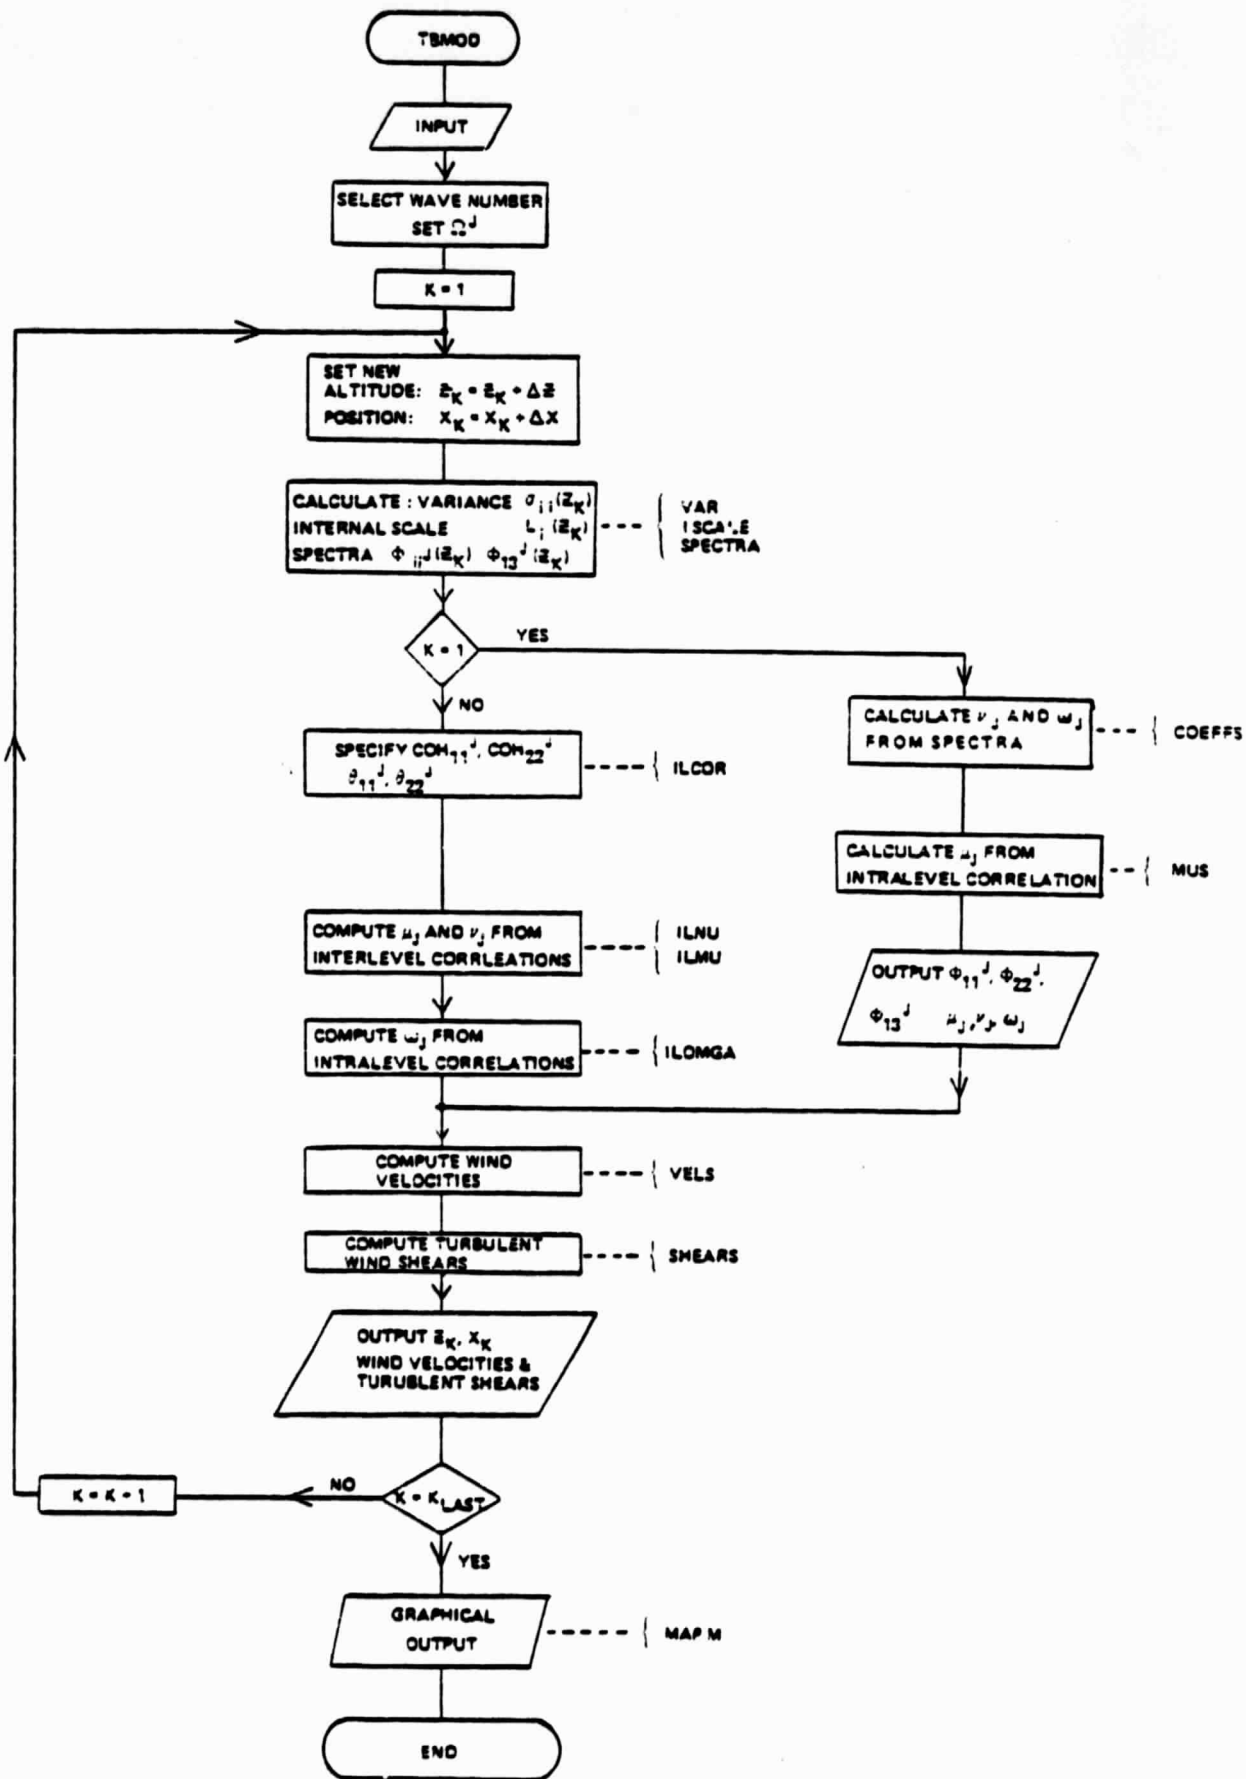 TBMOD
INPUT
SELECT WAVE NUMBER
SET Ω^J
K = 1
SET NEW
ALTITUDE: Z_K = Z_K + ΔZ
POSITION: X_K = X_K + ΔX
CALCULATE : VARIANCE σ_ii(Z_K)
INTERNAL SCALE L_i(Z_K)
SPECTRA Φ_ii^J(Z_K) Φ_13^J(Z_K)
VAR
ISCALE
SPECTRA
K = 1
YES
NO
SPECIFY COH_11^J, COH_22^J
θ_11^J, θ_22^J
ILCOR
CALCULATE ν_J AND ω_J
FROM SPECTRA
COEFFS
CALCULATE μ_J FROM
INTRALEVEL CORRELATION
MUS
COMPUTE μ_J AND ν_J FROM
INTERLEVEL CORRLEATIONS
ILNU
ILMU
OUTPUT Φ_11^J, Φ_22^J,
Φ_13^J μ_J, ν_J, ω_J
COMPUTE ω_J FROM
INTRALEVEL CORRELATIONS
ILOMGA
COMPUTE WIND
VELOCITIES
VELS
COMPUTE TURBULENT
WIND SHEARS
SHEARS
OUTPUT Z_K, X_K
WIND VELOCITIES &
TURUBLENT SHEARS
K = K_LAST
NO
K = K + 1
YES
GRAPHICAL
OUTPUT
MAP M
END